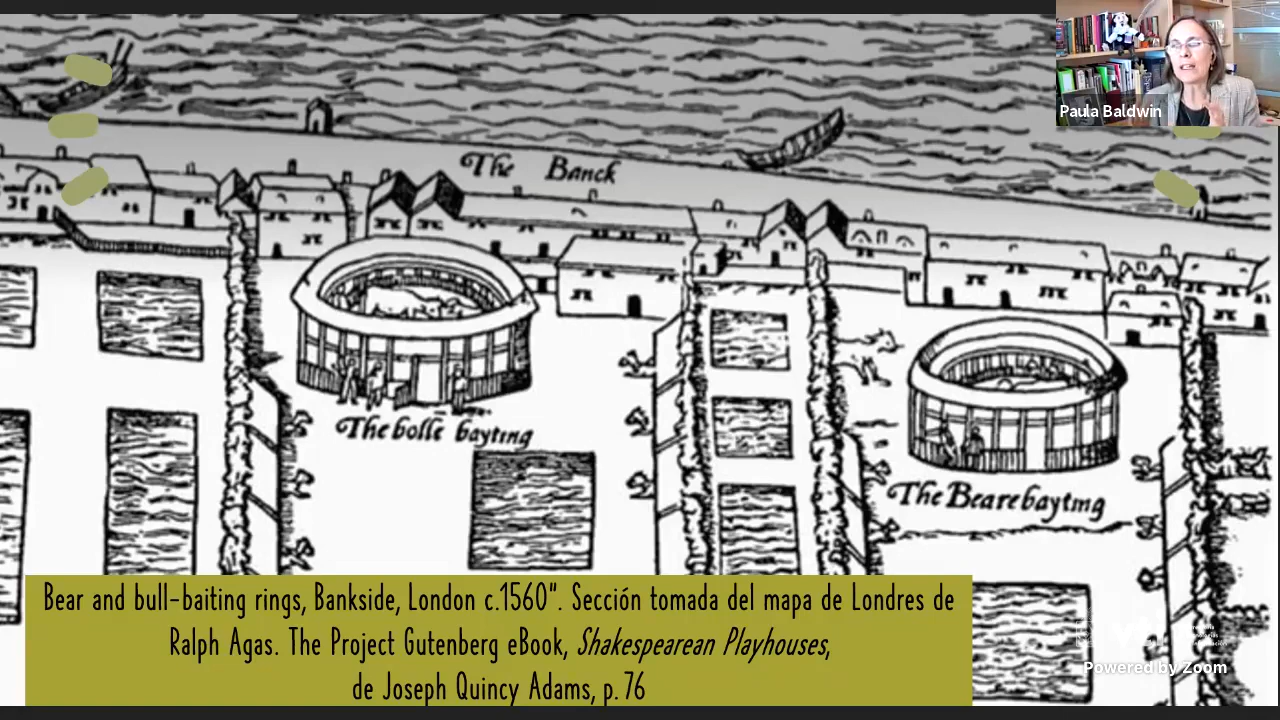 Paula Baldwin
The Banck
The bolle bayting
The Bearebayting
Bear and bull-baiting rings, Bankside, London c.1560". Sección tomada del mapa de Londres de
Ralph Agas. The Project Gutenberg eBook, Shakespearean Playhouses,
de Joseph Quincy Adams, p. 76
Powered by Zoom